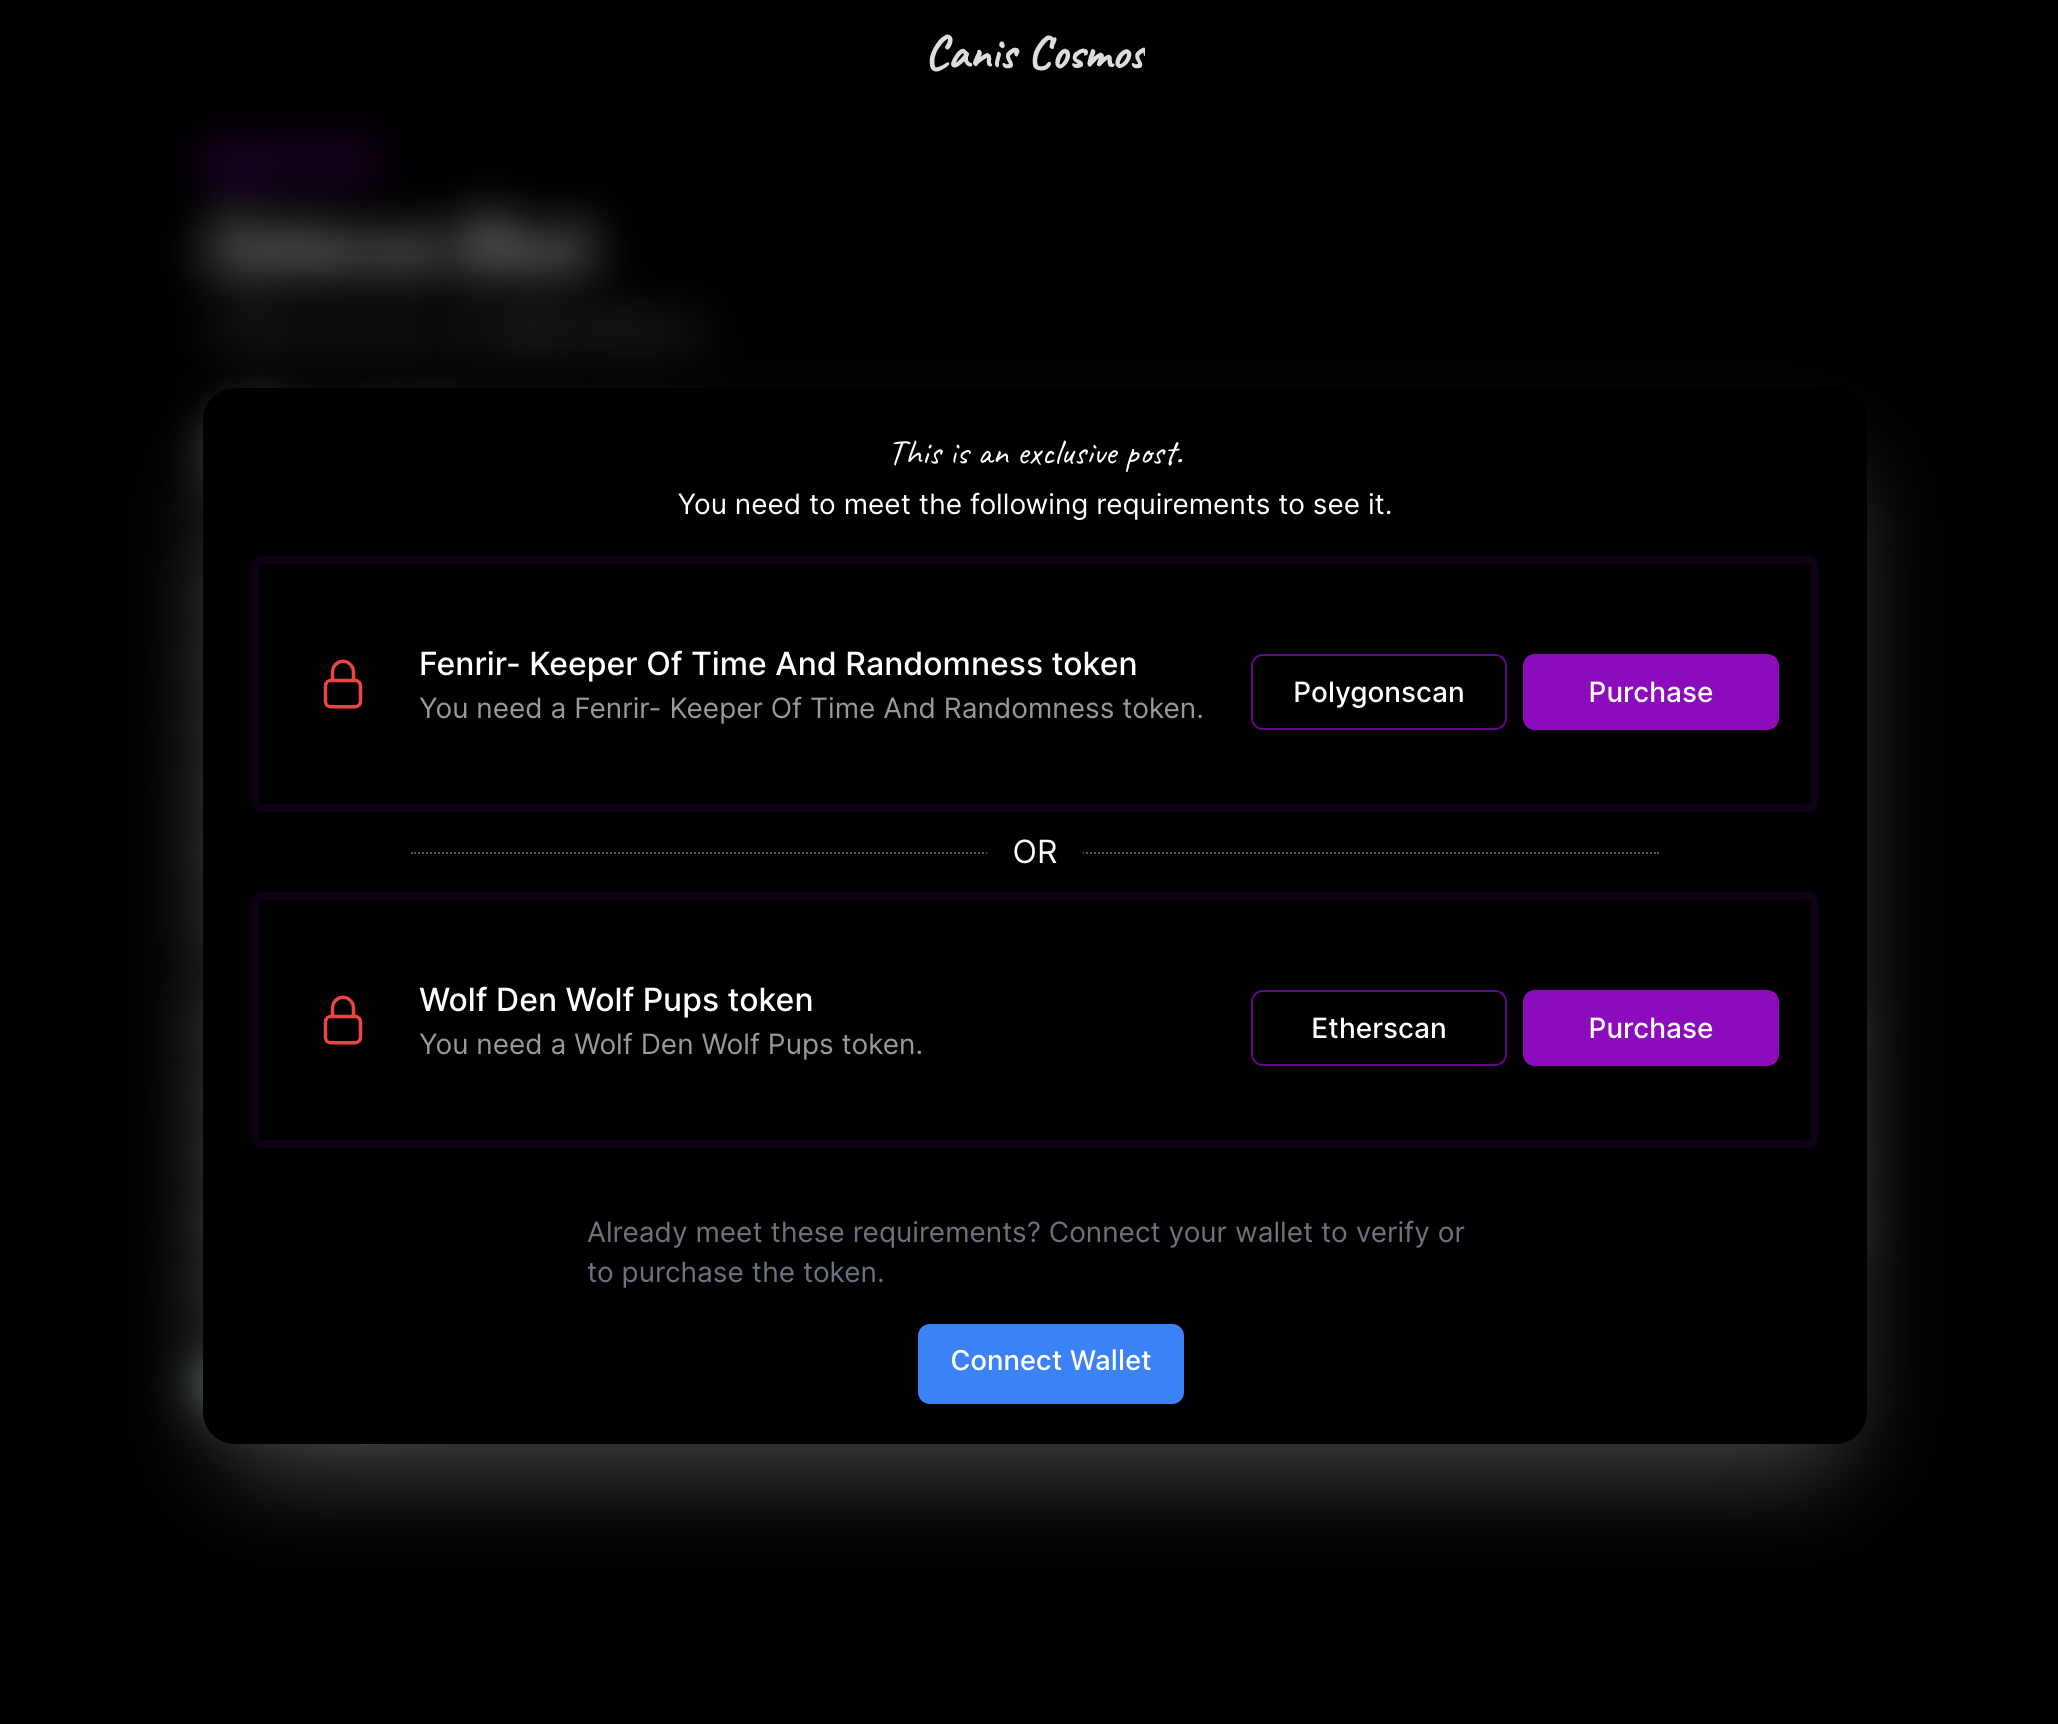 Canis Cosmos
This is an exclusive post.
You need to meet the following requirements to see it.
Fenrir- Keeper Of Time And Randomness token
You need a Fenrir- Keeper Of Time And Randomness token.
Polygonscan
Purchase
OR
Wolf Den Wolf Pups token
You need a Wolf Den Wolf Pups token.
Etherscan
Purchase
Already meet these requirements? Connect your wallet to verify or
to purchase the token.
Connect Wallet